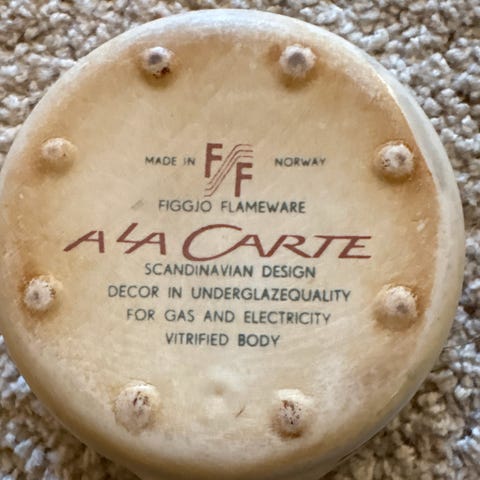 MADE IN FF NORWAY
FIGGJO FLAMEWARE
A LA CARTE
SCANDINAVIAN DESIGN
DECOR IN UNDERGLAZEQUALITY
FOR GAS AND ELECTRICITY
VITRIFIED BODY